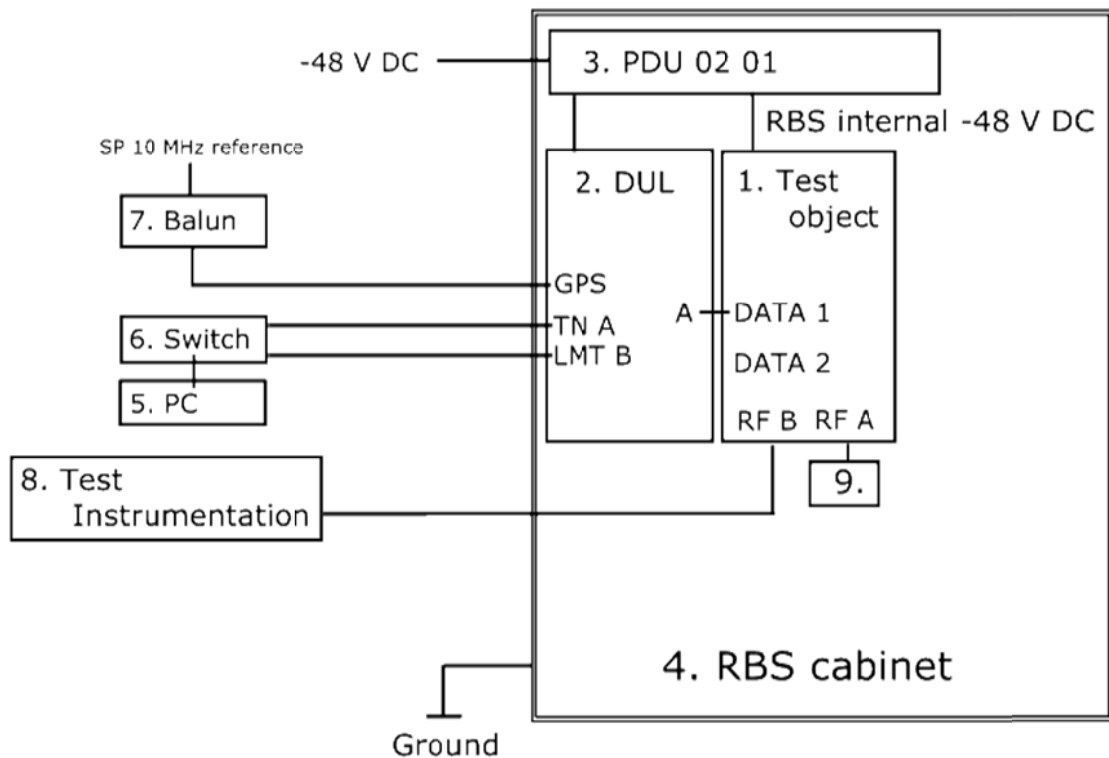 -48 V DC
3. PDU 02 01
RBS internal -48 V DC
SP 10 MHz reference
7. Balun
2. DUL
1. Test
object
GPS
6. Switch
TN A
LMT B
A
DATA 1
DATA 2
5. PC
RF B RF A
8. Test
Instrumentation
9.
4. RBS cabinet
Ground